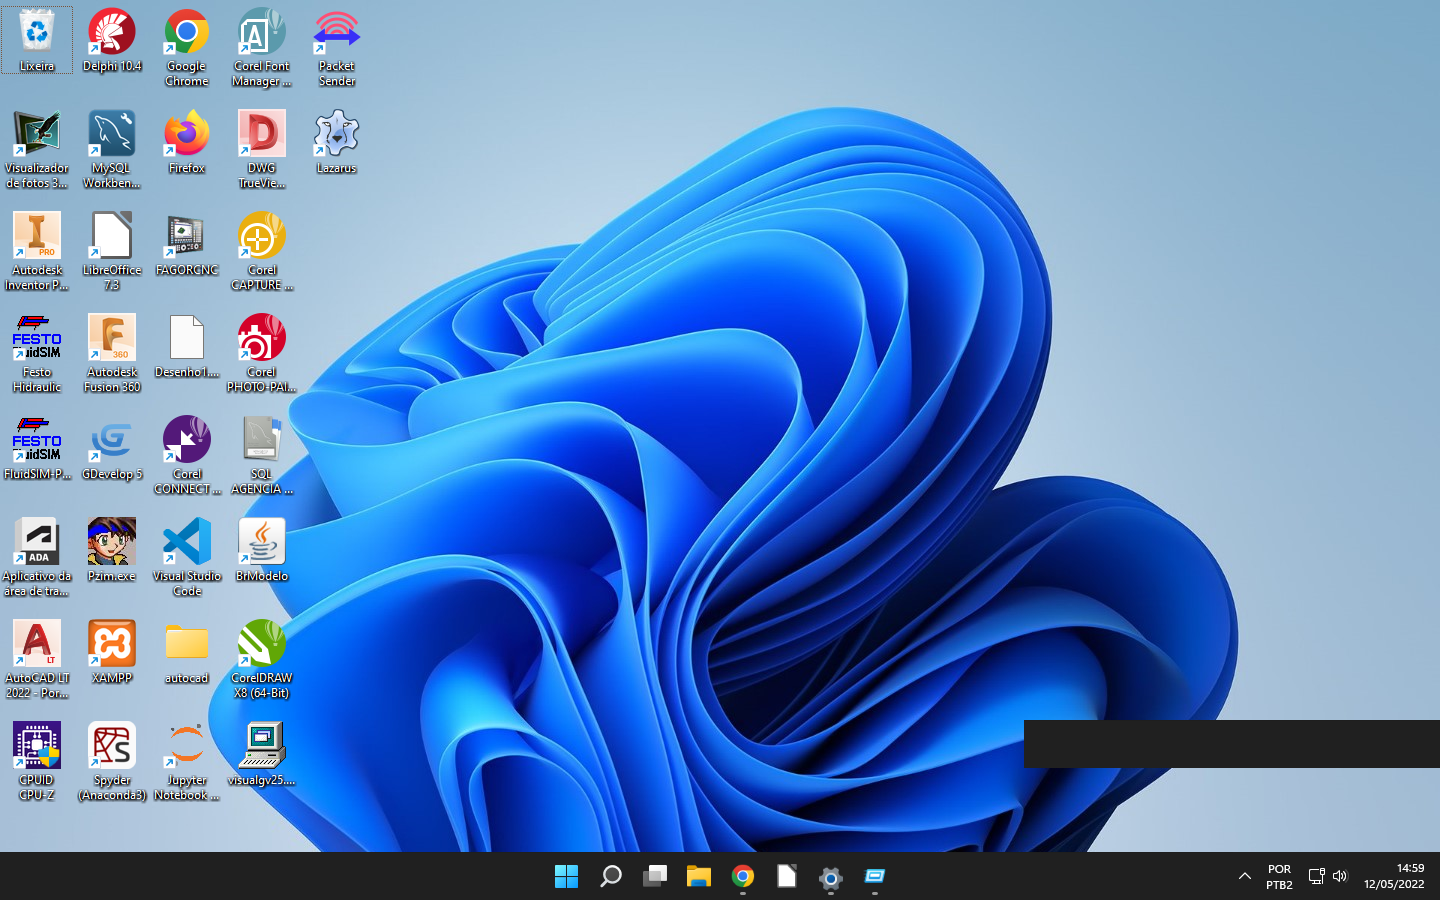 Lixeira
Delphi 10.4
Google
Chrome
Corel Font
Manager ...
Packet
Sender
Visualizador
de fotos 3...
MySQL
Workben...
Firefox
DWG
TrueVie...
Lazarus
PRO
Autodesk
Inventor P...
LibreOffice
7.3
FAGORCNC
Corel
CAPTURE ...
FESTO
FluidSIM
Festo
Hidraulic
360
Autodesk
Fusion 360
Desenho1....
Corel
PHOTO-PAI...
FESTO
FluidSIM
FluidSIM-P...
GDevelop 5
Corel
CONNECT ...
SQL
AGENCIA ...
ADA
Aplicativo da
área de tra...
Pzim.exe
Visual Studio
Code
BrModelo
LT
AutoCAD LT
2022 - Por...
XAMPP
autocad
CorelDRAW
X8 (64-Bit)
CPUID
CPU-Z
Spyder
(Anaconda3)
Jupyter
Notebook ...
visualgv25....
POR
PTB2
14:59
12/05/2022